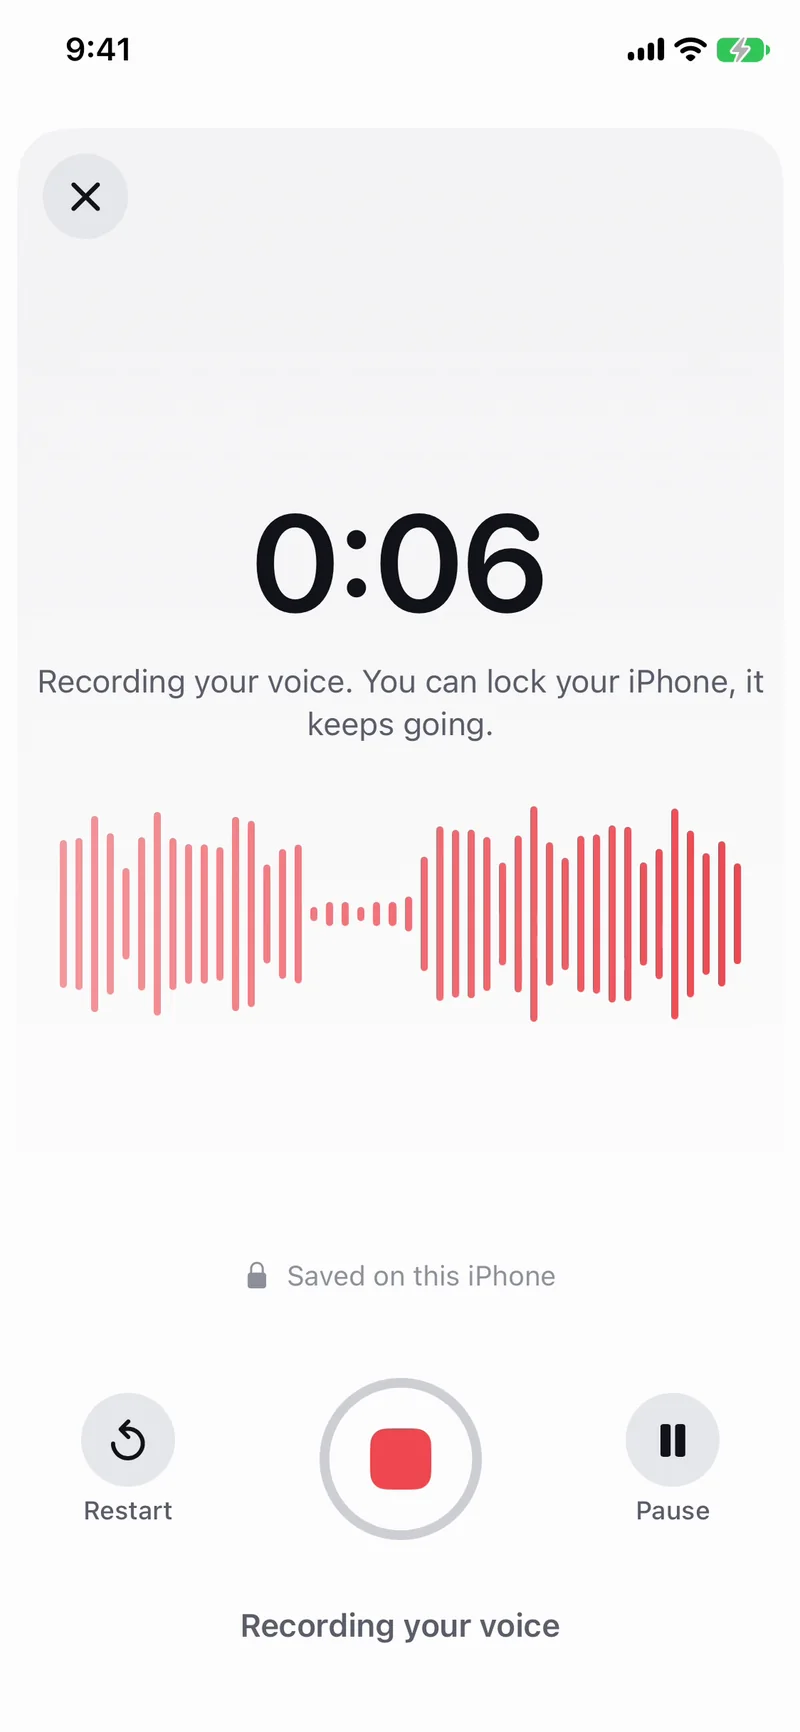 9:41
0:06
Recording your voice. You can lock your iPhone, it
keeps going.
Saved on this iPhone
Restart
Pause
Recording your voice